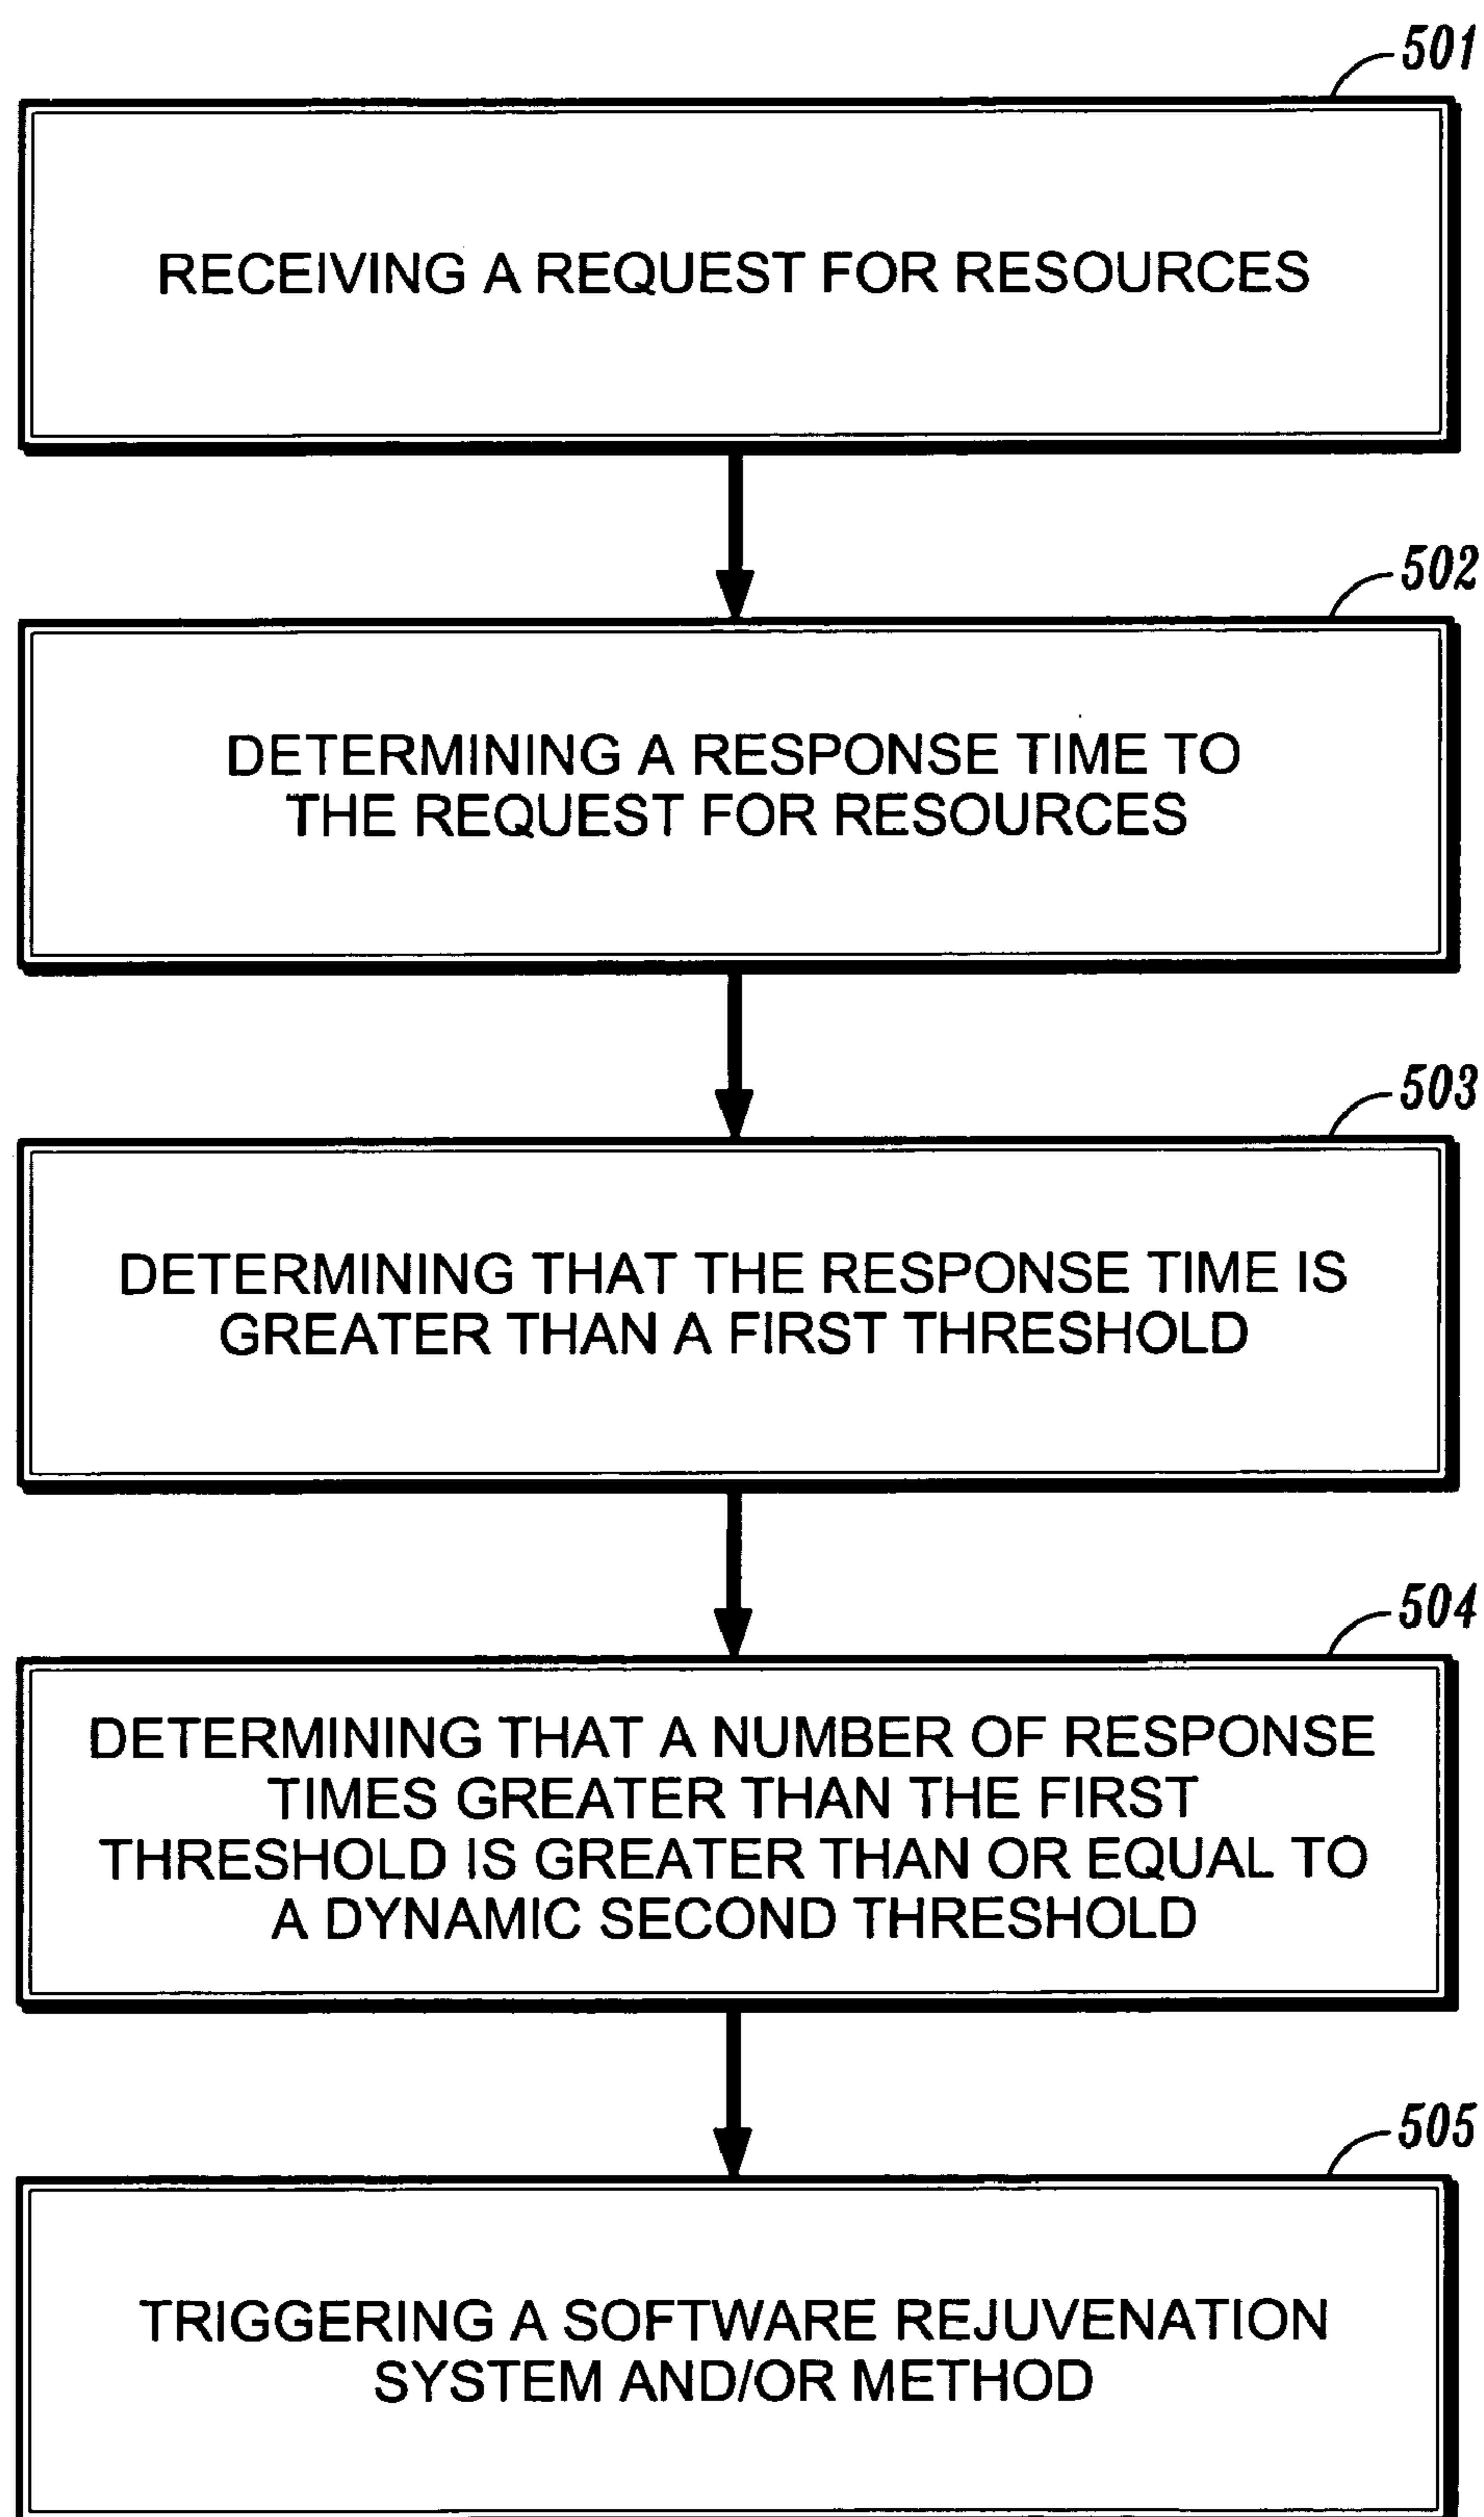 501
RECEIVING A REQUEST FOR RESOURCES
502
DETERMINING A RESPONSE TIME TO
THE REQUEST FOR RESOURCES
503
DETERMINING THAT THE RESPONSE TIME IS
GREATER THAN A FIRST THRESHOLD
504
DETERMINING THAT A NUMBER OF RESPONSE
TIMES GREATER THAN THE FIRST
THRESHOLD IS GREATER THAN OR EQUAL TO
A DYNAMIC SECOND THRESHOLD
505
TRIGGERING A SOFTWARE REJUVENATION
SYSTEM AND/OR METHOD